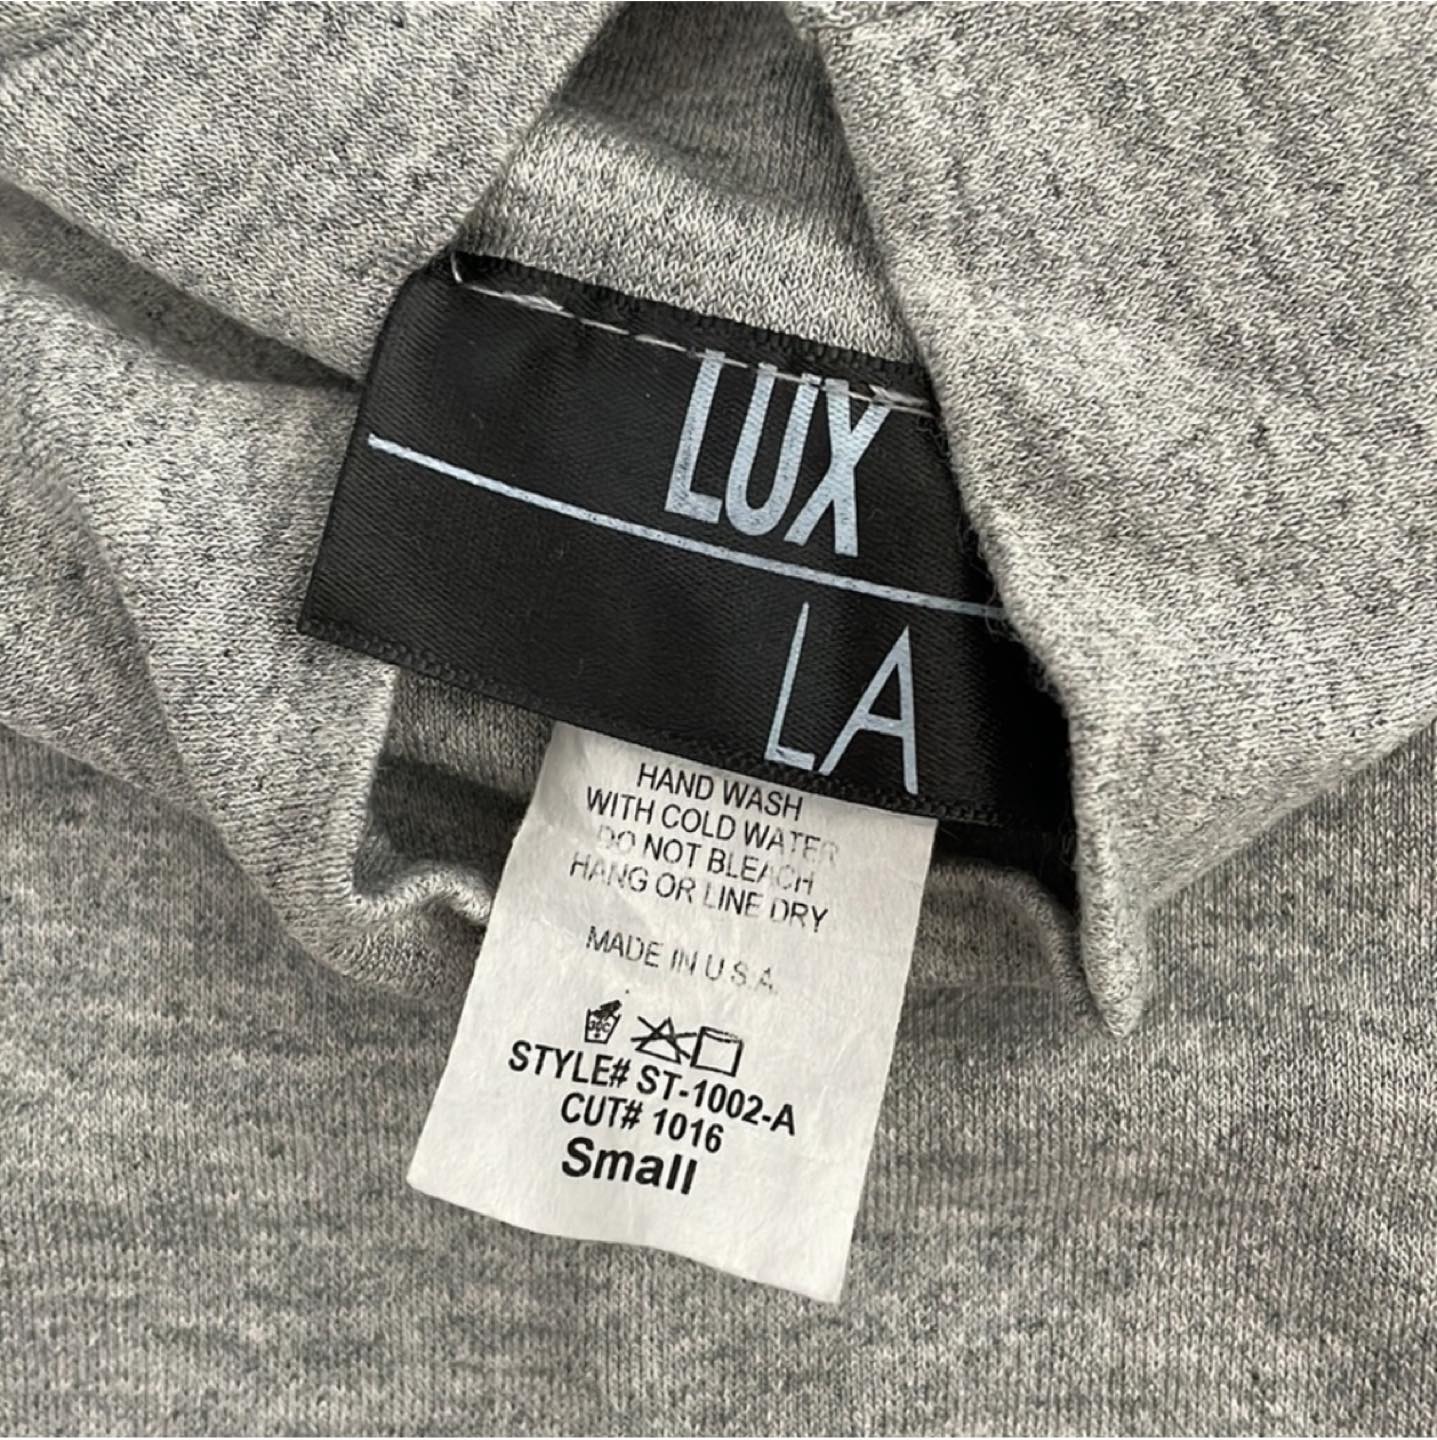 LUX
LA
HAND WASH
WITH COLD WATER
DO NOT BLEACH
HANG OR LINE DRY
MADE IN U.S.A.
STYLE# ST-1002-A
CUT# 1016
Small